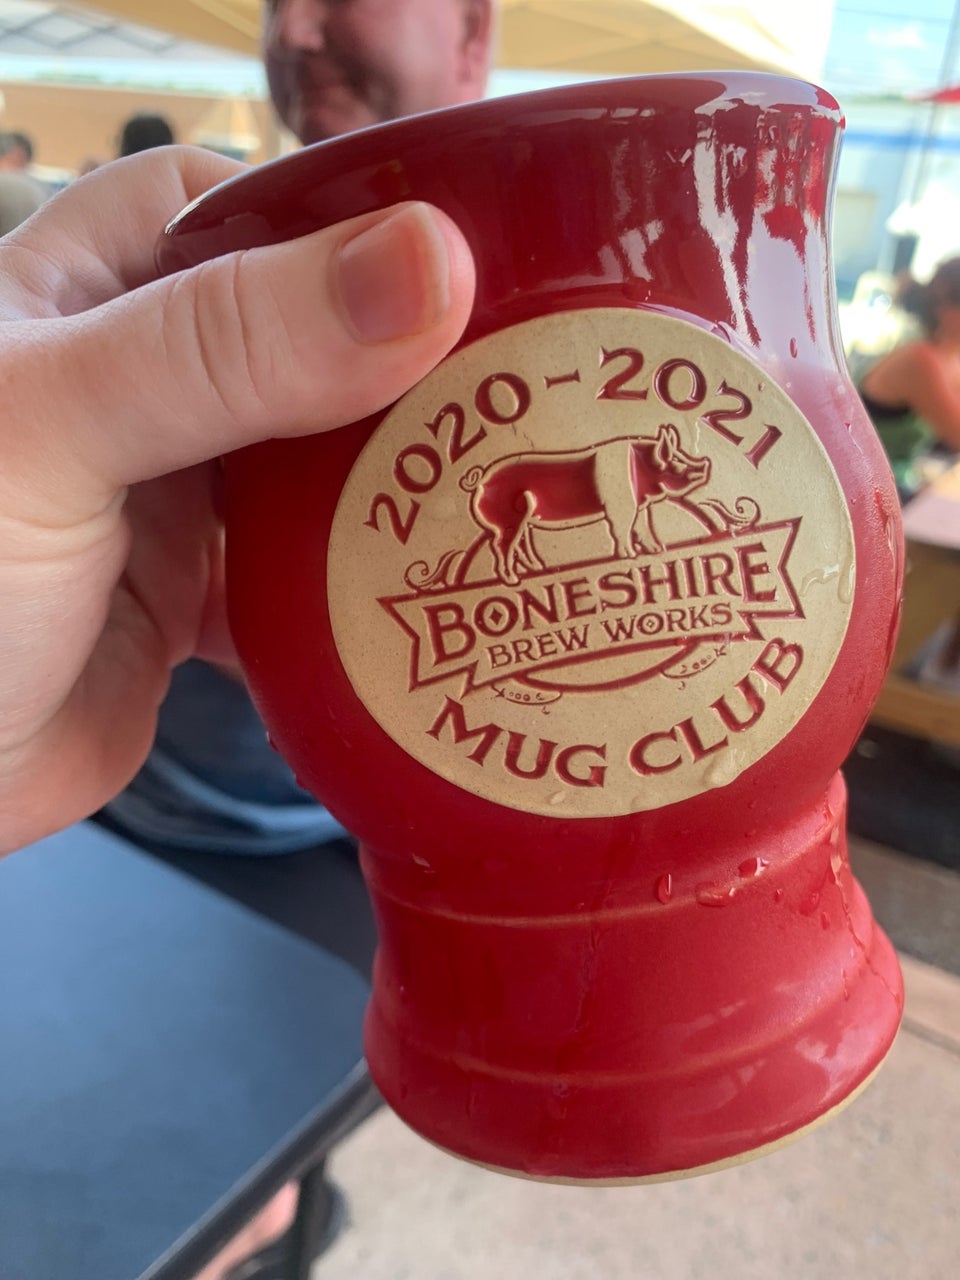 2020-2021
BONESHIRE
BREW WORKS
MUG CLUB